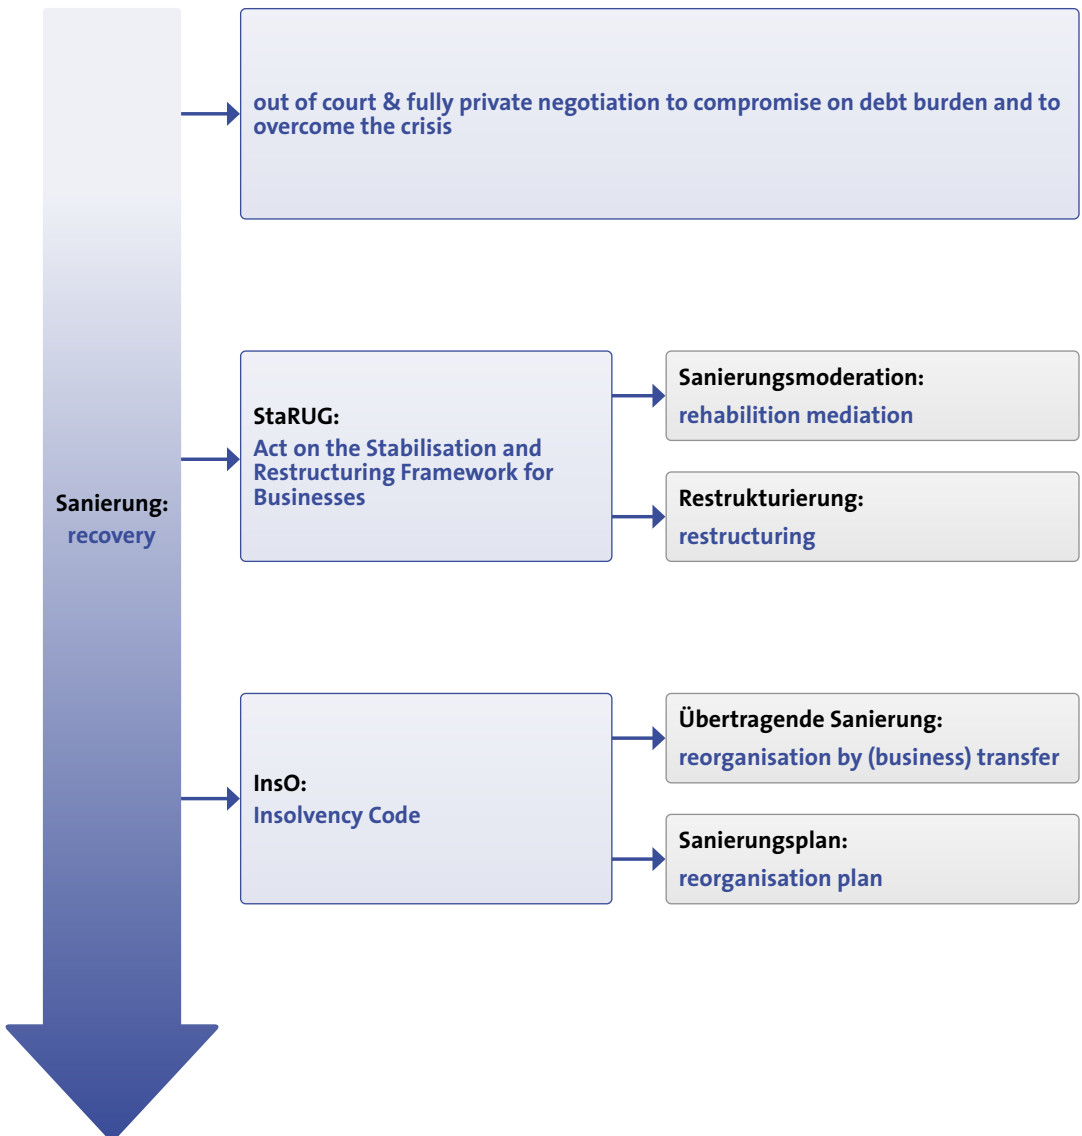 out of court & fully private negotiation to compromise on debt burden and to
overcome the crisis
Sanierung:
recovery
StaRUG:
Act on the Stabilisation and
Restructuring Framework for
Businesses
Sanierungsmoderation:
rehabilition mediation
Restrukturierung:
restructuring
InsO:
Insolvency Code
Übertragende Sanierung:
reorganisation by (business) transfer
Sanierungsplan:
reorganisation plan